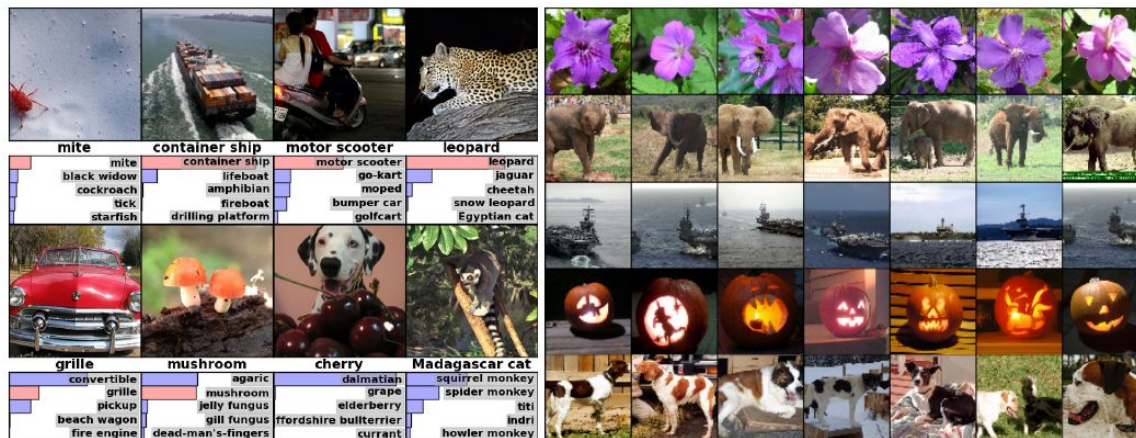 mite
container ship
motor scooter
leopard
mite
black widow
cockroach
tick
starfish
container ship
lifeboat
amphibian
fireboat
drilling platform
motor scooter
go-kart
moped
bumper car
golfcart
leopard
jaguar
cheetah
snow leopard
Egyptian cat
grille
mushroom
cherry
Madagascar cat
convertible
grille
pickup
beach wagon
fire engine
agaric
mushroom
jelly fungus
gill fungus
dead-man's-fingers
dalmatian
grape
elderberry
ffordshire bullterrier
currant
squirrel monkey
spider monkey
titi
indri
howler monkey